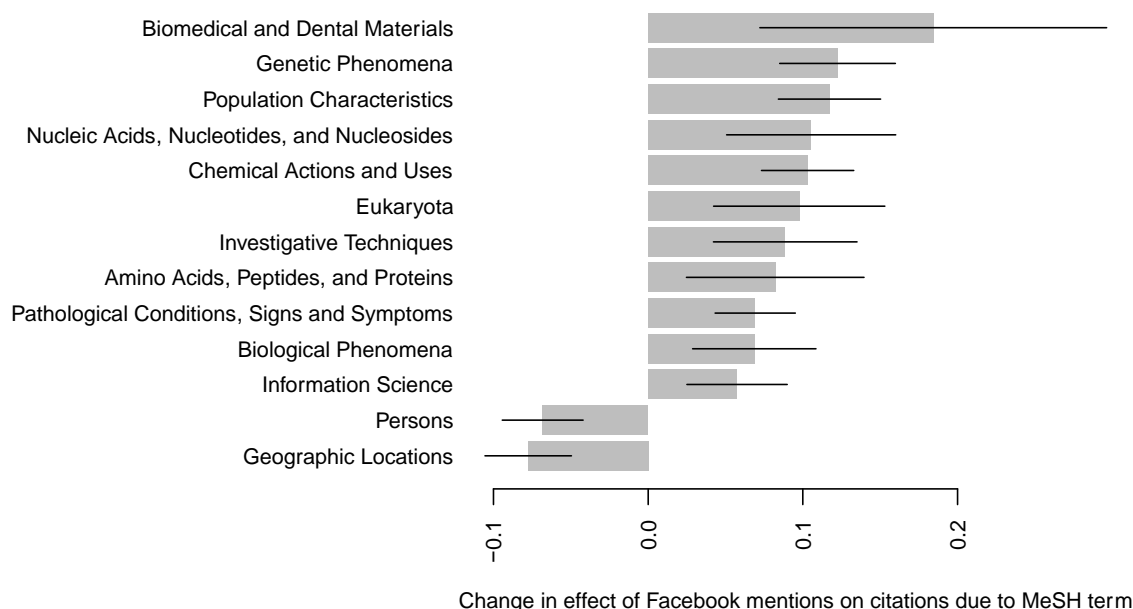 Biomedical and Dental Materials
Genetic Phenomena
Population Characteristics
Nucleic Acids, Nucleotides, and Nucleosides
Chemical Actions and Uses
Eukaryota
Investigative Techniques
Amino Acids, Peptides, and Proteins
Pathological Conditions, Signs and Symptoms
Biological Phenomena
Information Science
Persons
Geographic Locations
−0.1 0.0 0.1 0.2
Change in effect of Facebook mentions on citations due to MeSH term